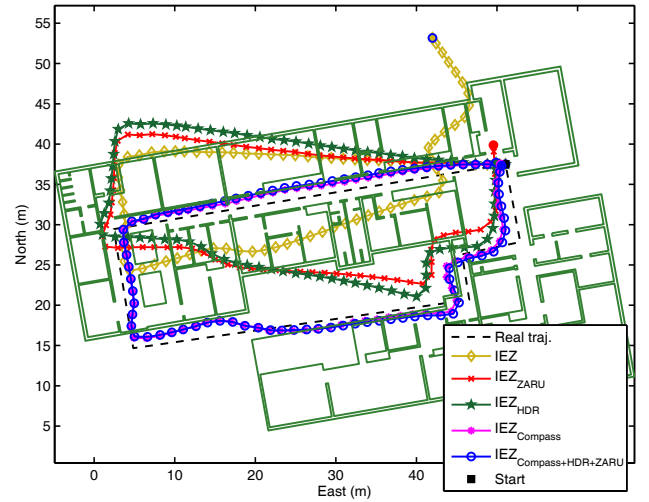 55
50
45
40
35
30
25
20
15
10
5
North (m)
0
10
20
30
40
East (m)
Real traj.
IEZ
IEZ_ZARU
IEZ_HDR
IEZ_Compass
IEZ_Compass+HDR+ZARU
Start